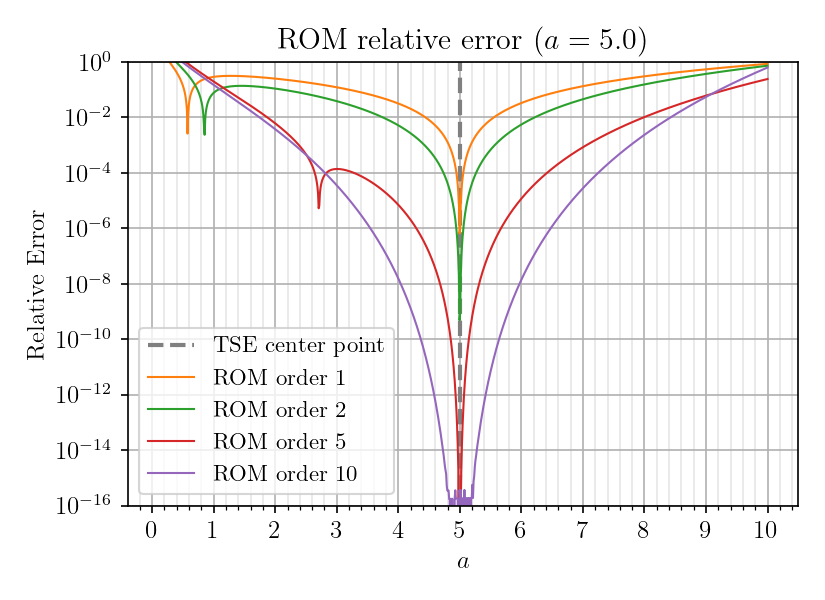 ROM relative error (a = 5.0)
Relative Error
10^0
10^-2
10^-4
10^-6
10^-8
10^-10
10^-12
10^-14
10^-16
TSE center point
ROM order 1
ROM order 2
ROM order 5
ROM order 10
0 1 2 3 4 5 6 7 8 9 10
a